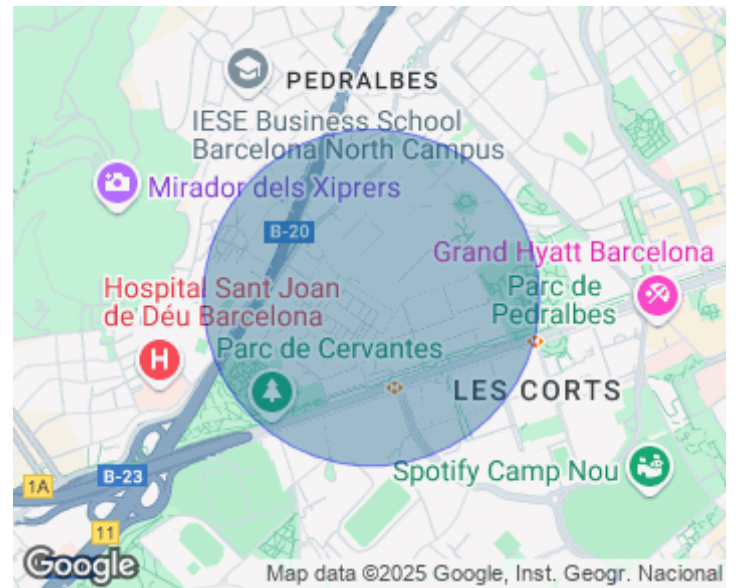 PEDRALBES
IESE Business School
Barcelona North Campus
Mirador dels Xiprers
B-20
Grand Hyatt Barcelona
Hospital Sant Joan
de Déu Barcelona
Parc de
Pedralbes
H
Parc de Cervantes
LES CORTS
Spotify Camp Nou
B-23
1A
11
Google
Map data ©2025 Google, Inst. Geogr. Nacional